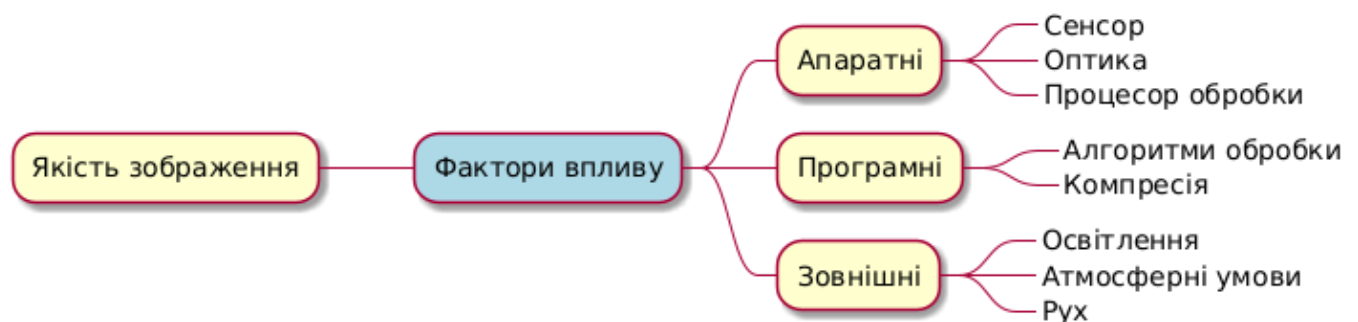 Якість зображення
Фактори впливу
Апаратні
Сенсор
Оптика
Процесор обробки
Програмні
Алгоритми обробки
Компресія
Зовнішні
Освітлення
Атмосферні умови
Рух